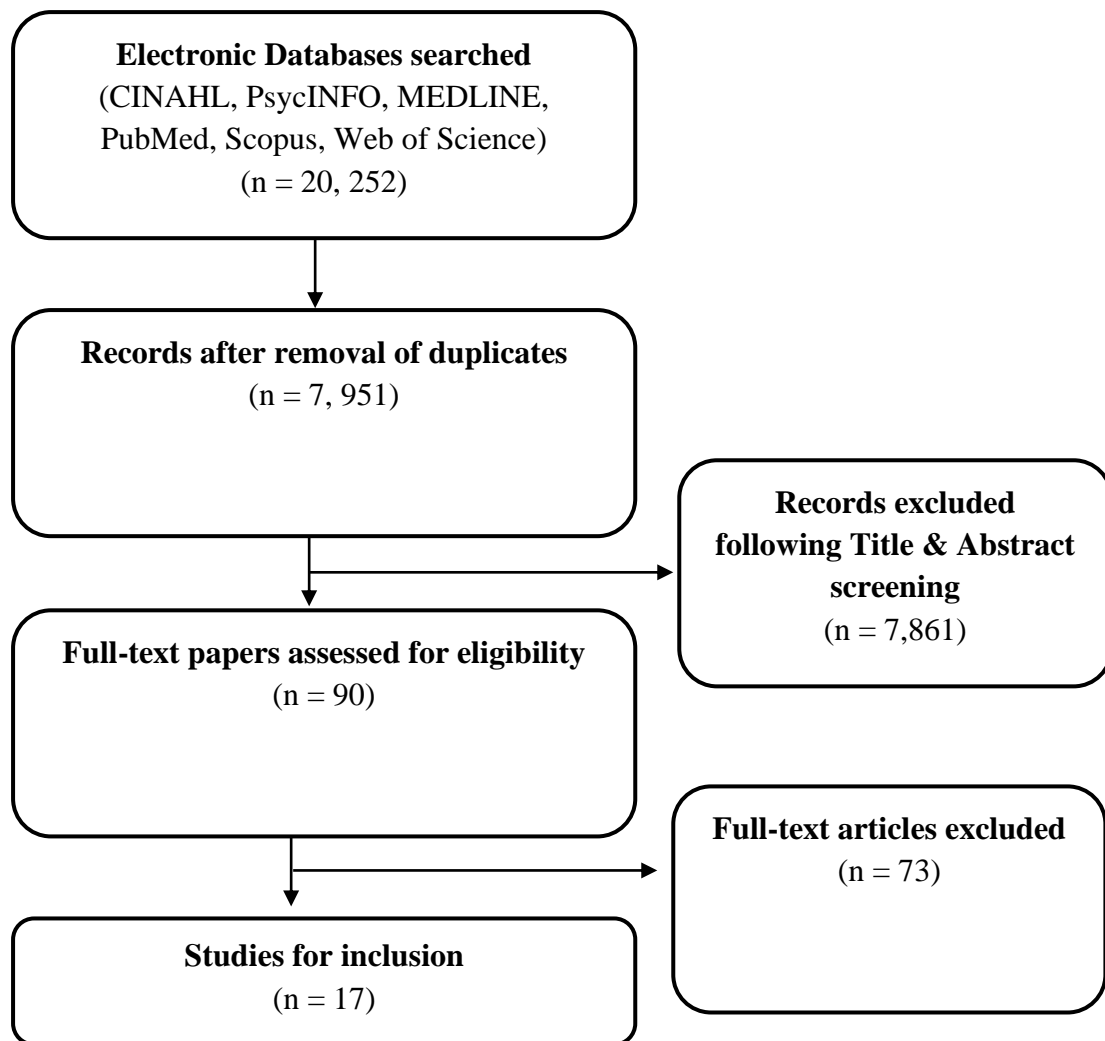 Electronic Databases searched
(CINAHL, PsycINFO, MEDLINE,
PubMed, Scopus, Web of Science)
(n = 20, 252)
Records after removal of duplicates
(n = 7, 951)
Records excluded
following Title & Abstract
screening
(n = 7,861)
Full-text papers assessed for eligibility
(n = 90)
Full-text articles excluded
(n = 73)
Studies for inclusion
(n = 17)